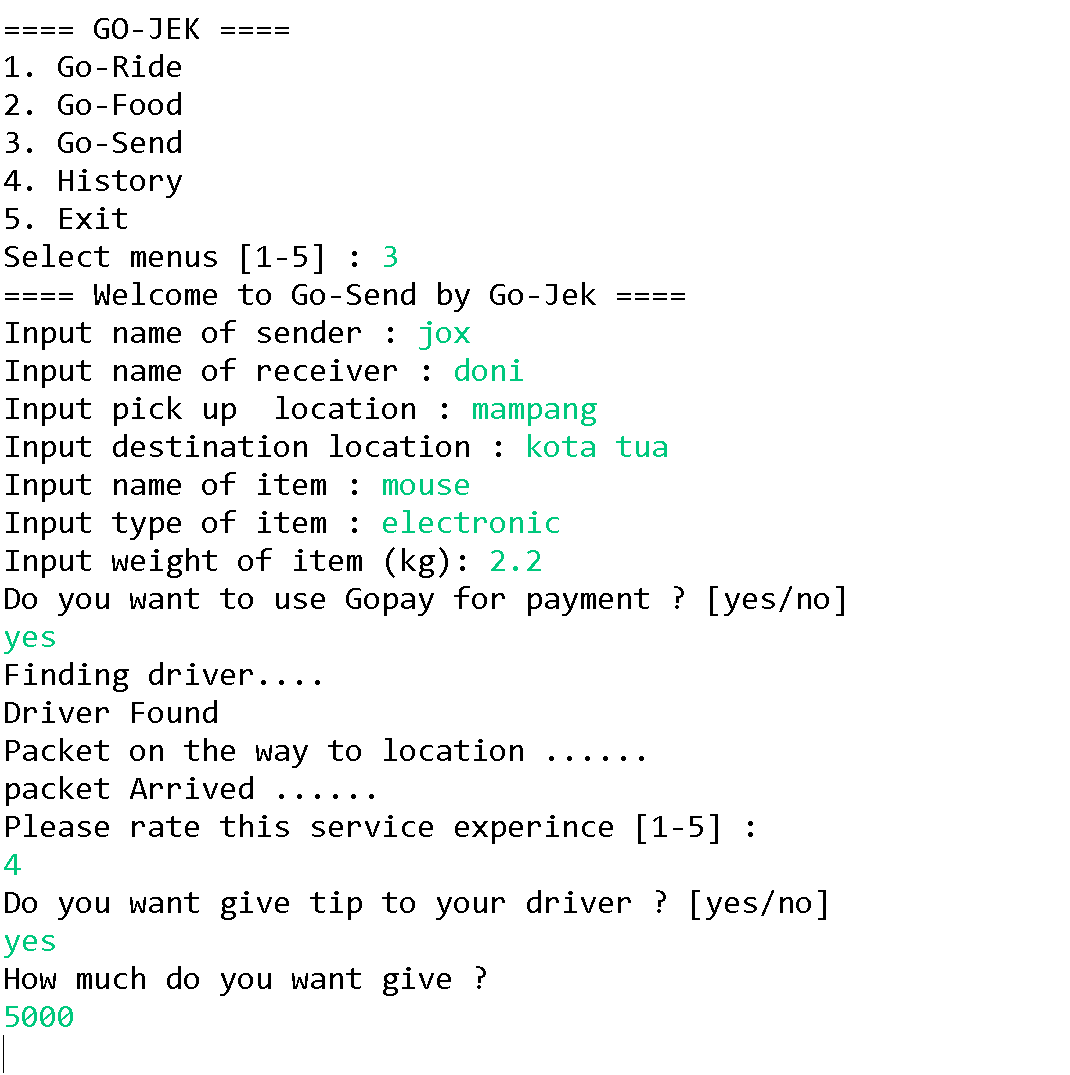 ==== GO-JEK ====
1. Go-Ride
2. Go-Food
3. Go-Send
4. History
5. Exit
Select menus [1-5] : 3
==== Welcome to Go-Send by Go-Jek ====
Input name of sender : jox
Input name of receiver : doni
Input pick up  location : mampang
Input destination location : kota tua
Input name of item : mouse
Input type of item : electronic
Input weight of item (kg): 2.2
Do you want to use Gopay for payment ? [yes/no]
yes
Finding driver....
Driver Found
Packet on the way to location ......
packet Arrived ......
Please rate this service experince [1-5] :
4
Do you want give tip to your driver ? [yes/no]
yes
How much do you want give ?
5000